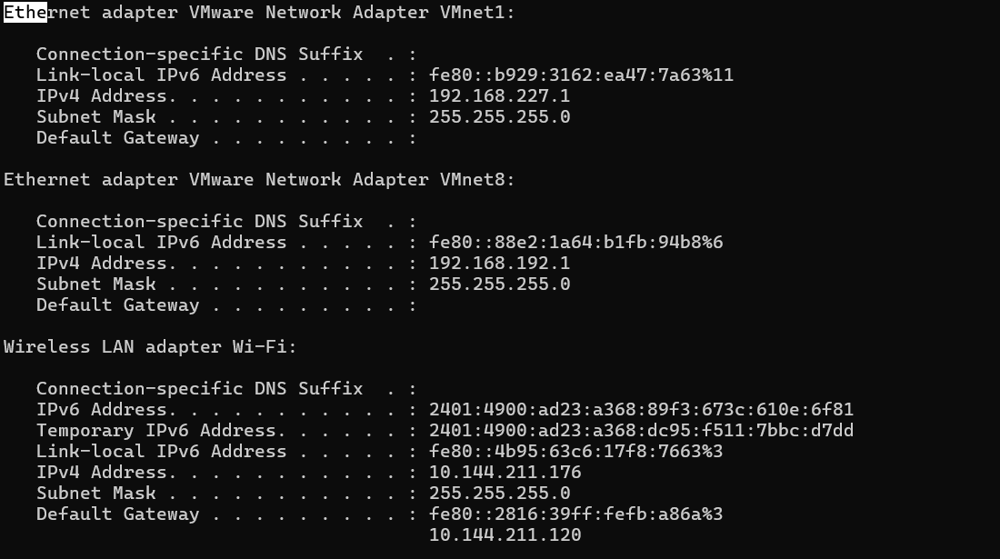 Ethernet adapter VMware Network Adapter VMnet1:
Connection-specific DNS Suffix  . :
Link-local IPv6 Address . . . . . : fe80::b929:3162:ea47:7a63%11
IPv4 Address. . . . . . . . . . . : 192.168.227.1
Subnet Mask . . . . . . . . . . . : 255.255.255.0
Default Gateway . . . . . . . . . :
Ethernet adapter VMware Network Adapter VMnet8:
Connection-specific DNS Suffix  . :
Link-local IPv6 Address . . . . . : fe80::88e2:1a64:b1fb:94b8%6
IPv4 Address. . . . . . . . . . . : 192.168.192.1
Subnet Mask . . . . . . . . . . . : 255.255.255.0
Default Gateway . . . . . . . . . :
Wireless LAN adapter Wi-Fi:
Connection-specific DNS Suffix  . :
IPv6 Address. . . . . . . . . . . : 2401:4900:ad23:a368:89f3:673c:610e:6f81
Temporary IPv6 Address. . . . . . : 2401:4900:ad23:a368:dc95:f511:7bbc:d7dd
Link-local IPv6 Address . . . . . : fe80::4b95:63c6:17f8:7663%3
IPv4 Address. . . . . . . . . . . : 10.144.211.176
Subnet Mask . . . . . . . . . . . : 255.255.255.0
Default Gateway . . . . . . . . . : fe80::2816:39ff:fefb:a86a%3
10.144.211.120